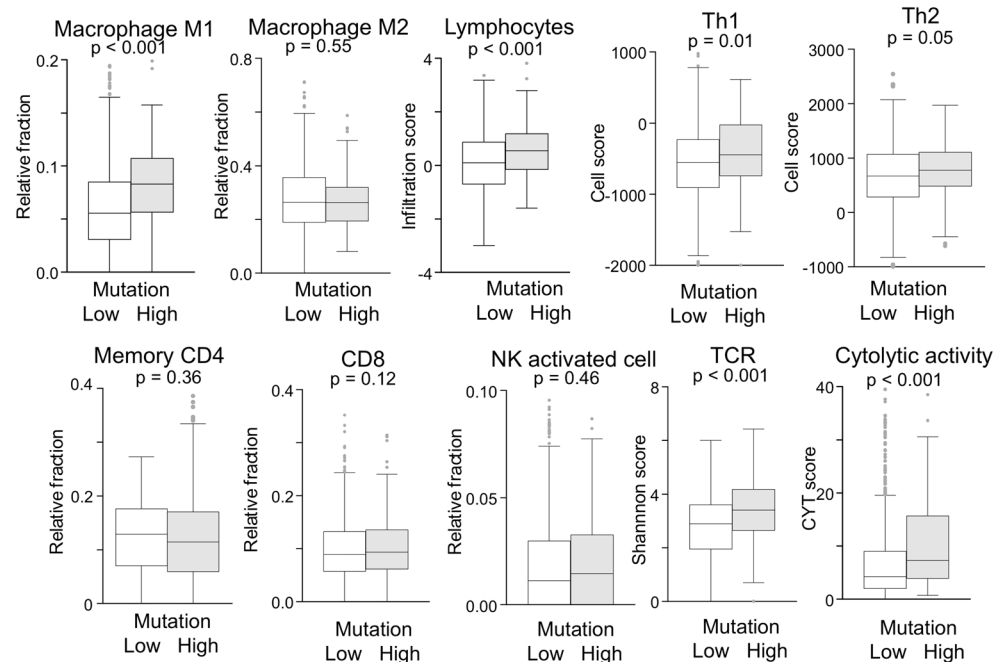 Macrophage M1
p < 0.001
Relative fraction
0.2
0.1
0.0
Mutation
Low High
Macrophage M2
p = 0.55
Relative fraction
0.8
0.4
0.0
Mutation
Low High
Lymphocytes
p < 0.001
Infiltration score
4
0
-4
Mutation
Low High
Th1
p = 0.01
Cell score
1000
0
-1000
-2000
Mutation
Low High
Th2
p = 0.05
Cell score
3000
2000
1000
0
-1000
Mutation
Low High
Memory CD4
p = 0.36
Relative fraction
0.4
0.2
0
Mutation
Low High
CD8
p = 0.12
Relative fraction
0.4
0.2
0.0
Mutation
Low High
NK activated cell
p = 0.46
Relative fraction
0.10
0.05
0.00
Mutation
Low High
TCR
p < 0.001
Shannnon score
8
4
0
Mutation
Low High
Cytolytic activity
p < 0.001
CYT score
40
20
0
Mutation
Low High